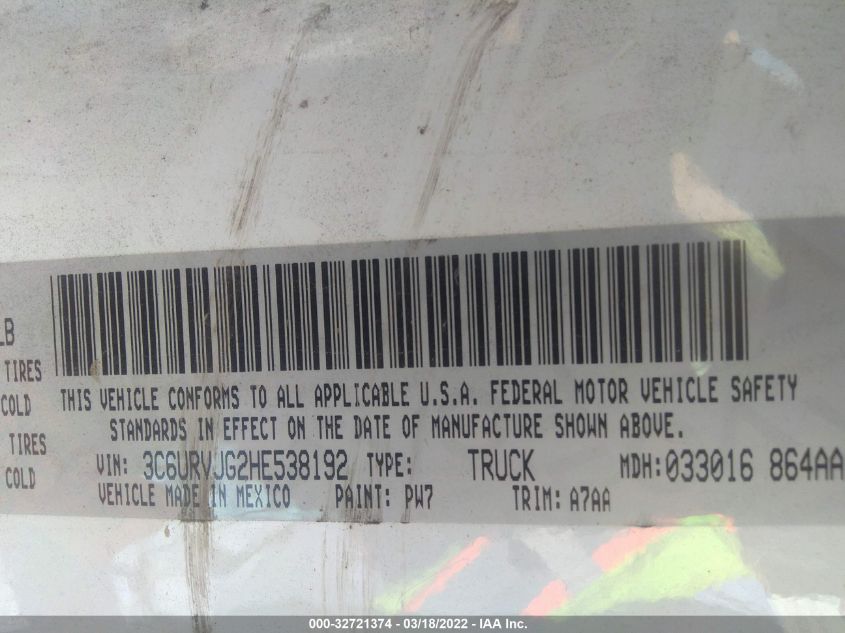 LB
TIRES
COLD
TIRES
COLD
THIS VEHICLE CONFORMS TO ALL APPLICABLE U.S.A. FEDERAL MOTOR VEHICLE SAFETY
STANDARDS IN EFFECT ON THE DATE OF MANUFACTURE SHOWN ABOVE.
VIN: 3C6URVJG2HE538192 TYPE: TRUCK MDH:033016 864AA
VEHICLE MADE IN MEXICO PAINT: PW7 TRIM: A7AA
000-32721374 - 03/18/2022 - IAA Inc.